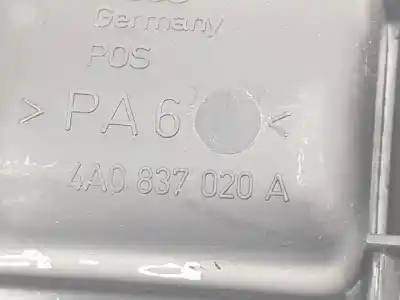 Germany
POS
> PA6 <
4A0 837 020 A